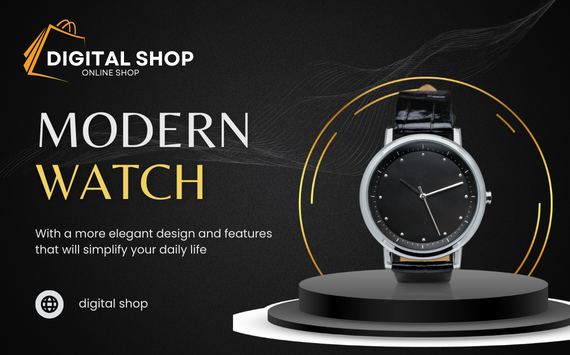 DIGITAL SHOP
ONLINE SHOP
MODERN
WATCH
With a more elegant design and features
that will simplify your daily life
digital shop